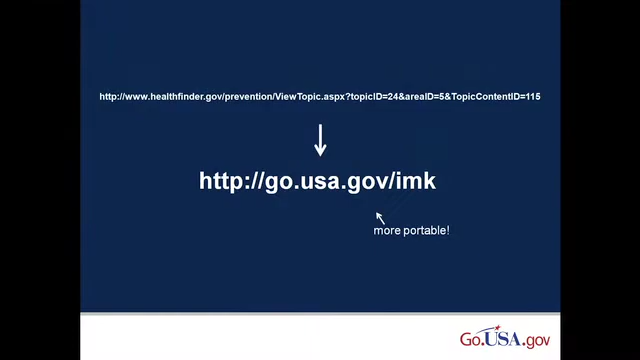 http://www.healthfinder.gov/prevention/ViewTopic.aspx?topicID=24&areaID=5&TopicContentID=115
http://go.usa.gov/imk
more portable!
Go.USA.gov